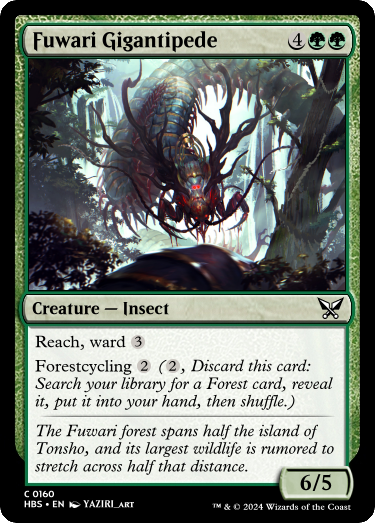 Fuwari Gigantipede 4
Creature — Insect
Reach, ward 3
Forestcycling 2 (2, Discard this card:
Search your library for a Forest card, reveal
it, put it into your hand, then shuffle.)
The Fuwari forest spans half the island of
Tonsho, and its largest wildlife is rumored to
stretch across half that distance.
6/5
C 0160
HBS • EN YAZIRI_ART
™ & © 2024 Wizards of the Coast